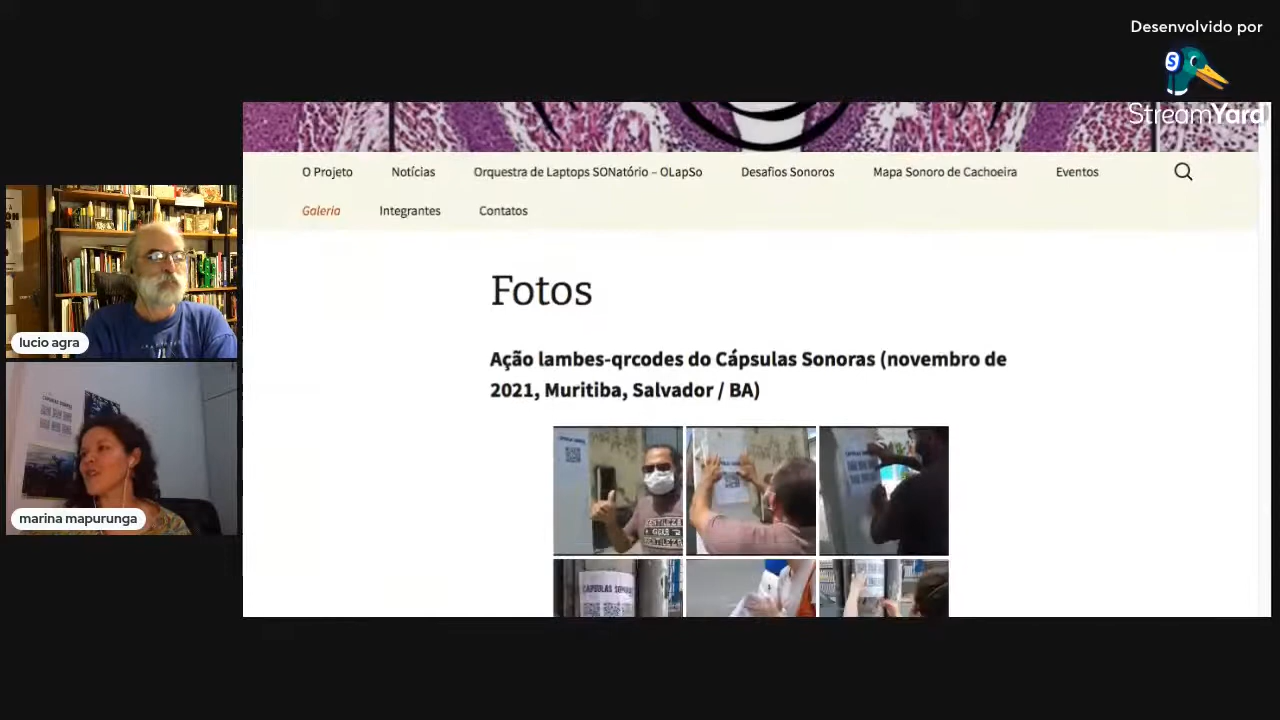 Desenvolvido por
StreamYard
O Projeto
Notícias
Orquestra de Laptops SONatório – OLapSo
Desafios Sonoros
Mapa Sonoro de Cachoeira
Eventos
Galeria
Integrantes
Contatos
Fotos
Ação lambes-qrcodes do Cápsulas Sonoras (novembro de
2021, Muritiba, Salvador / BA)
lucio agra
marina mapurunga
CÁPSULAS SONORAS